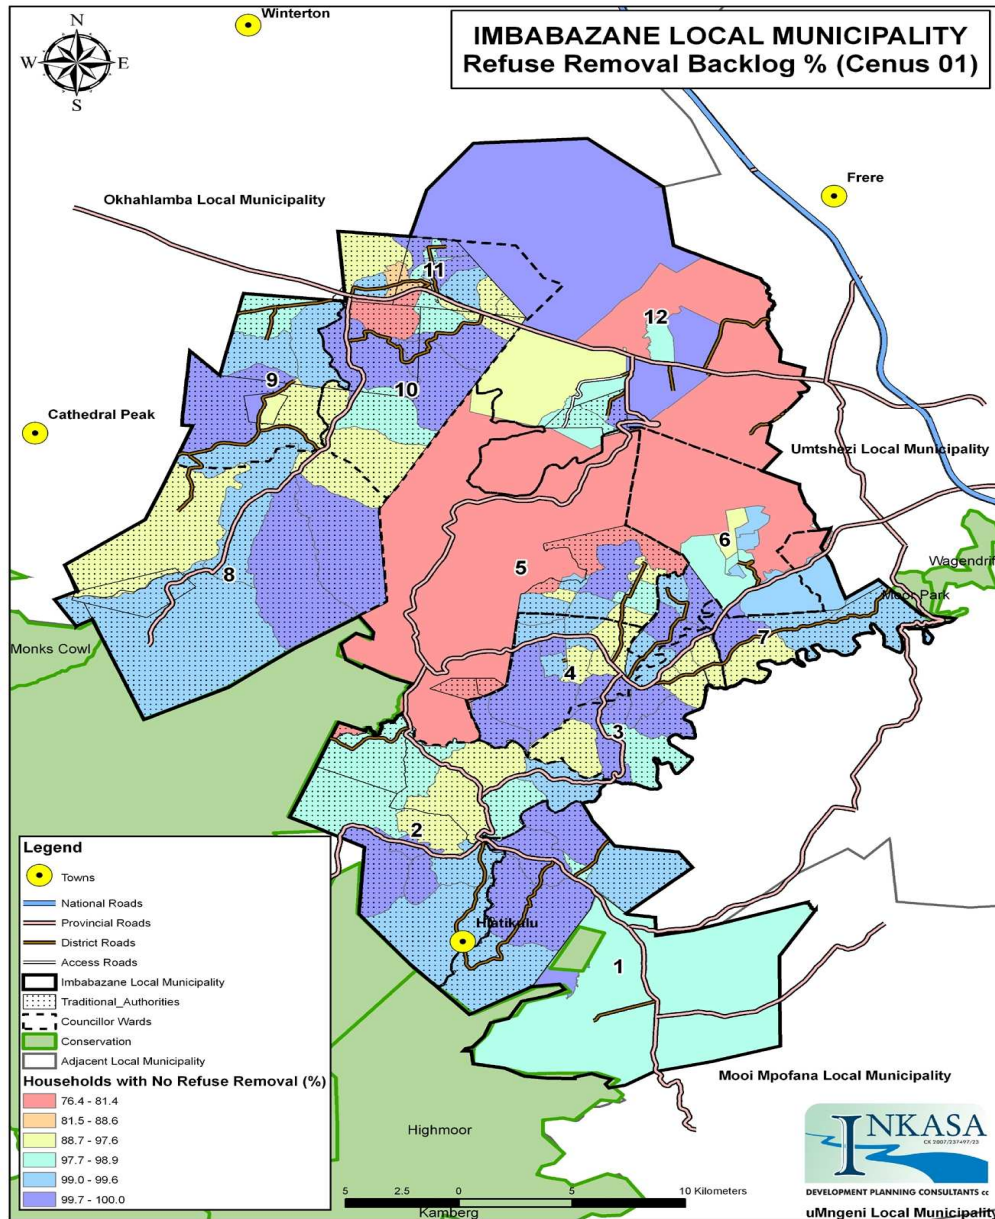 Winterton
N
W E
S
IMBABAZANE LOCAL MUNICIPALITY
Refuse Removal Backlog % (Cenus 01)
Frere
Okhahlamba Local Municipality
11
12
9
10
Cathedral Peak
Umtshezi Local Municipality
6
5
8
Wagendrif
Moor Park
7
Monks Cowl
4
3
2
Hlatikulu
1
Legend
Towns
National Roads
Provincial Roads
District Roads
Access Roads
Imbabazane Local Municipality
Traditional_Authorities
Councillor Wards
Conservation
Adjacent Local Municipality
Households with No Refuse Removal (%)
76.4 - 81.4
81.5 - 88.6
88.7 - 97.6
97.7 - 98.9
99.0 - 99.6
99.7 - 100.0
Mooi Mpofana Local Municipality
Highmoor
5 2.5 0 5 10 Kilometers
Kamberg
INKASA
CK 2007/237497/23
DEVELOPMENT PLANNING CONSULTANTS cc
uMngeni Local Municipality